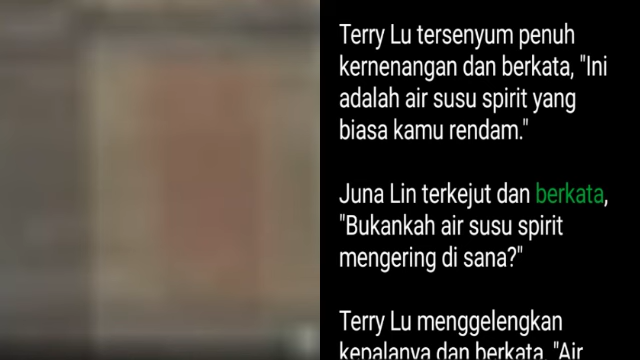 Terry Lu tersenyum penuh
kernenangan dan berkata, "Ini
adalah air susu spirit yang
biasa kamu rendam."
Juna Lin terkejut dan berkata,
"Bukankah air susu spirit
mengering di sana?"
Terry Lu menggelengkan
kepalanya dan berkata, "Air